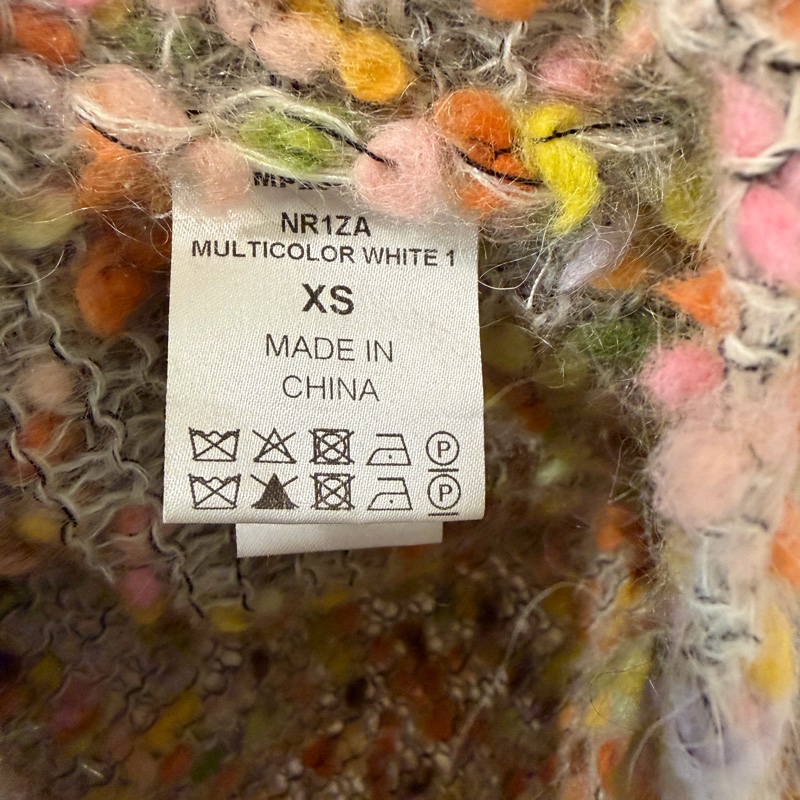 NR1ZA
MULTICOLOR WHITE 1
XS
MADE IN
CHINA
P
P